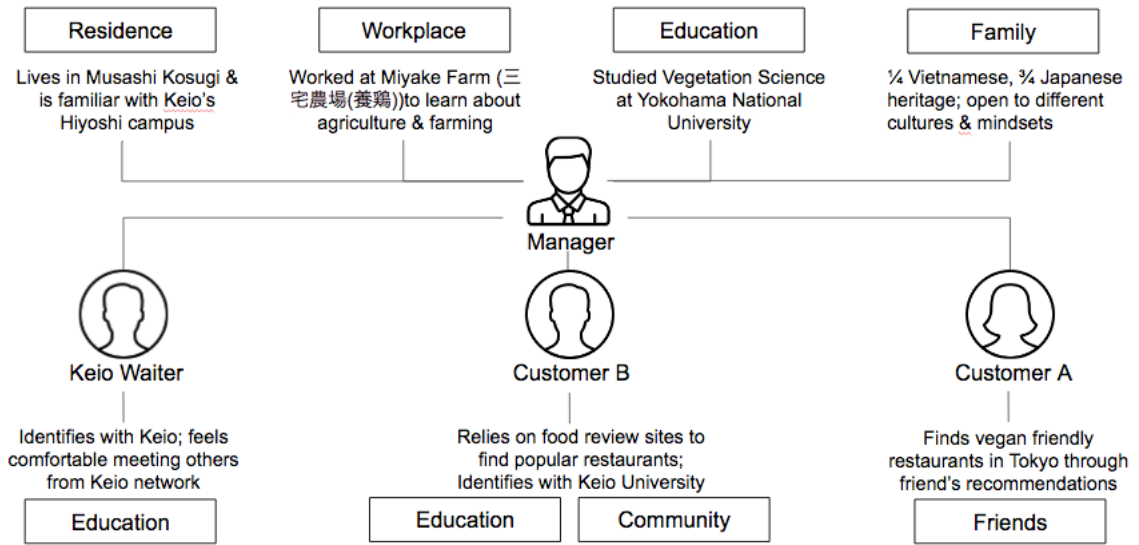 Residence
Workplace
Education
Family
Lives in Musashi Kosugi &
is familiar with Keio's
Hiyoshi campus
Worked at Miyake Farm (三
宅農場(養鶏))to learn about
agriculture & farming
Studied Vegetation Science
at Yokohama National
University
¼ Vietnamese, ¾ Japanese
heritage; open to different
cultures & mindsets
Manager
Keio Waiter
Customer B
Customer A
Identifies with Keio; feels
comfortable meeting others
from Keio network
Relies on food review sites to
find popular restaurants;
Identifies with Keio University
Finds vegan friendly
restaurants in Tokyo through
friend's recommendations
Education
Education
Community
Friends